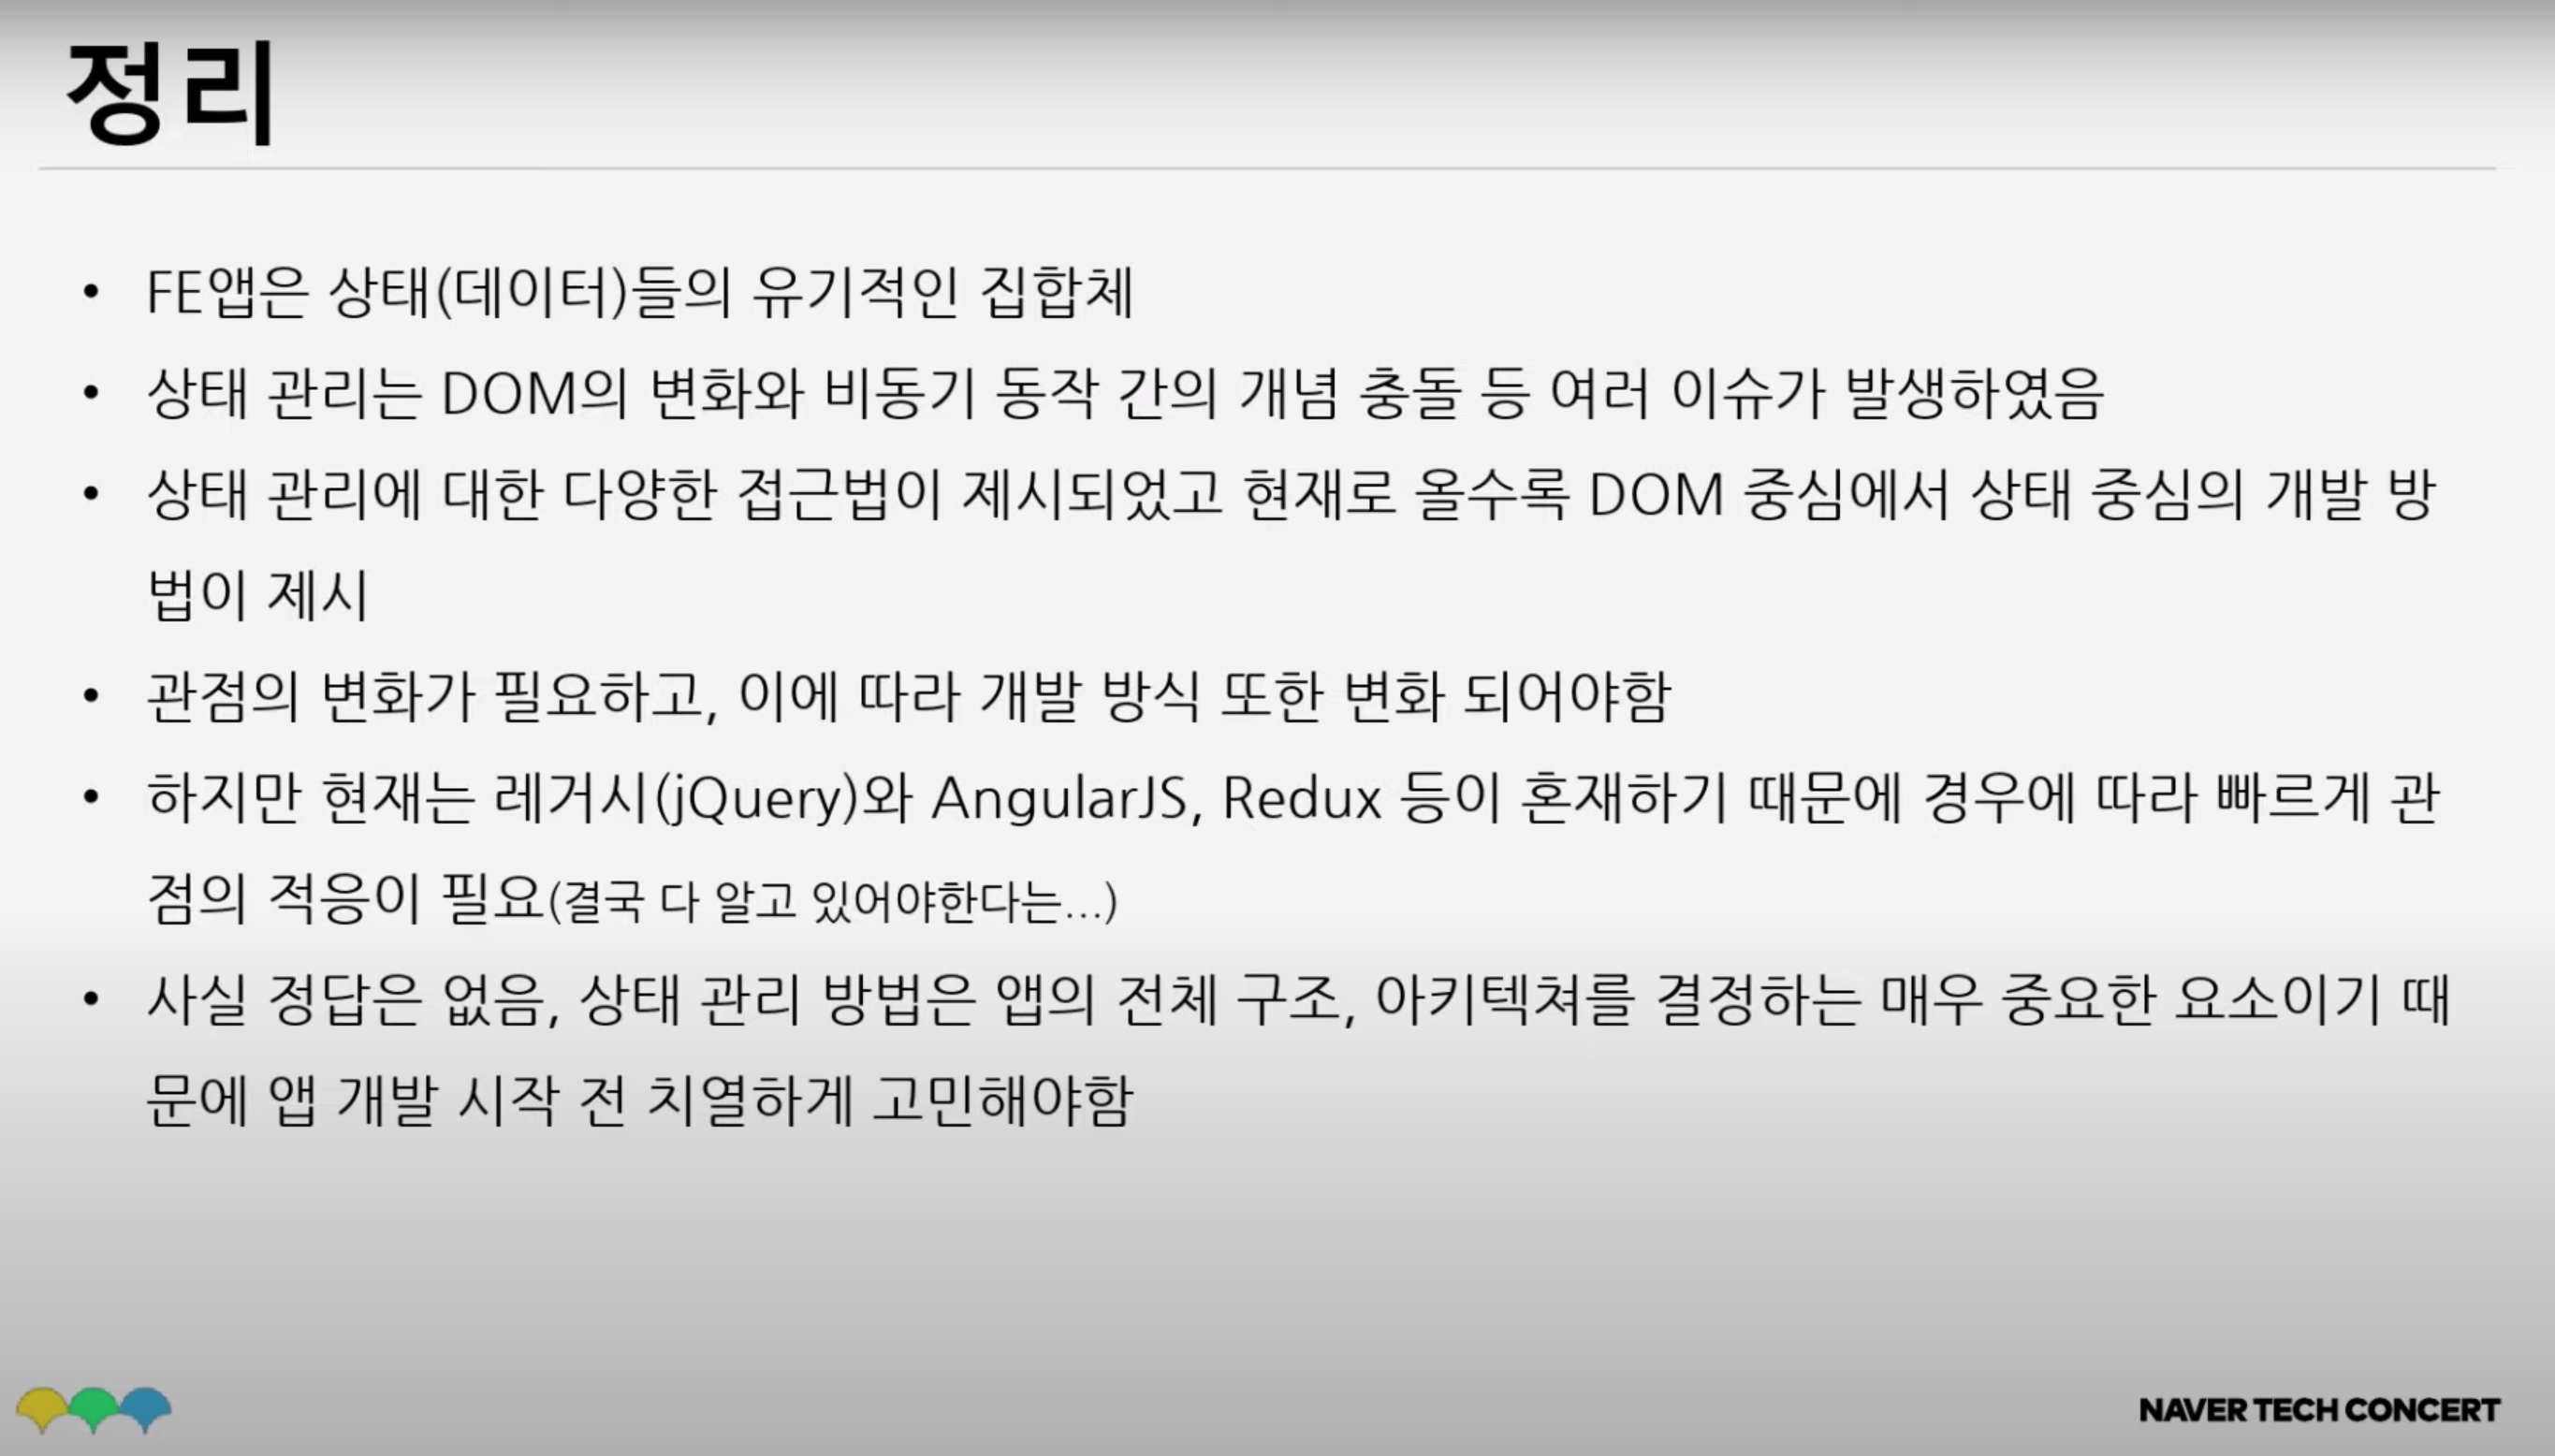 정리
• FE앱은 상태(데이터)들의 유기적인 집합체
• 상태 관리는 DOM의 변화와 비동기 동작 간의 개념 충돌 등 여러 이슈가 발생하였음
• 상태 관리에 대한 다양한 접근법이 제시되었고 현재로 올수록 DOM 중심에서 상태 중심의 개발 방
법이 제시
• 관점의 변화가 필요하고, 이에 따라 개발 방식 또한 변화 되어야함
• 하지만 현재는 레거시(jQuery)와 AngularJS, Redux 등이 혼재하기 때문에 경우에 따라 빠르게 관
점의 적응이 필요(결국 다 알고 있어야한다는...)
• 사실 정답은 없음, 상태 관리 방법은 앱의 전체 구조, 아키텍쳐를 결정하는 매우 중요한 요소이기 때
문에 앱 개발 시작 전 치열하게 고민해야함
NAVER TECH CONCERT